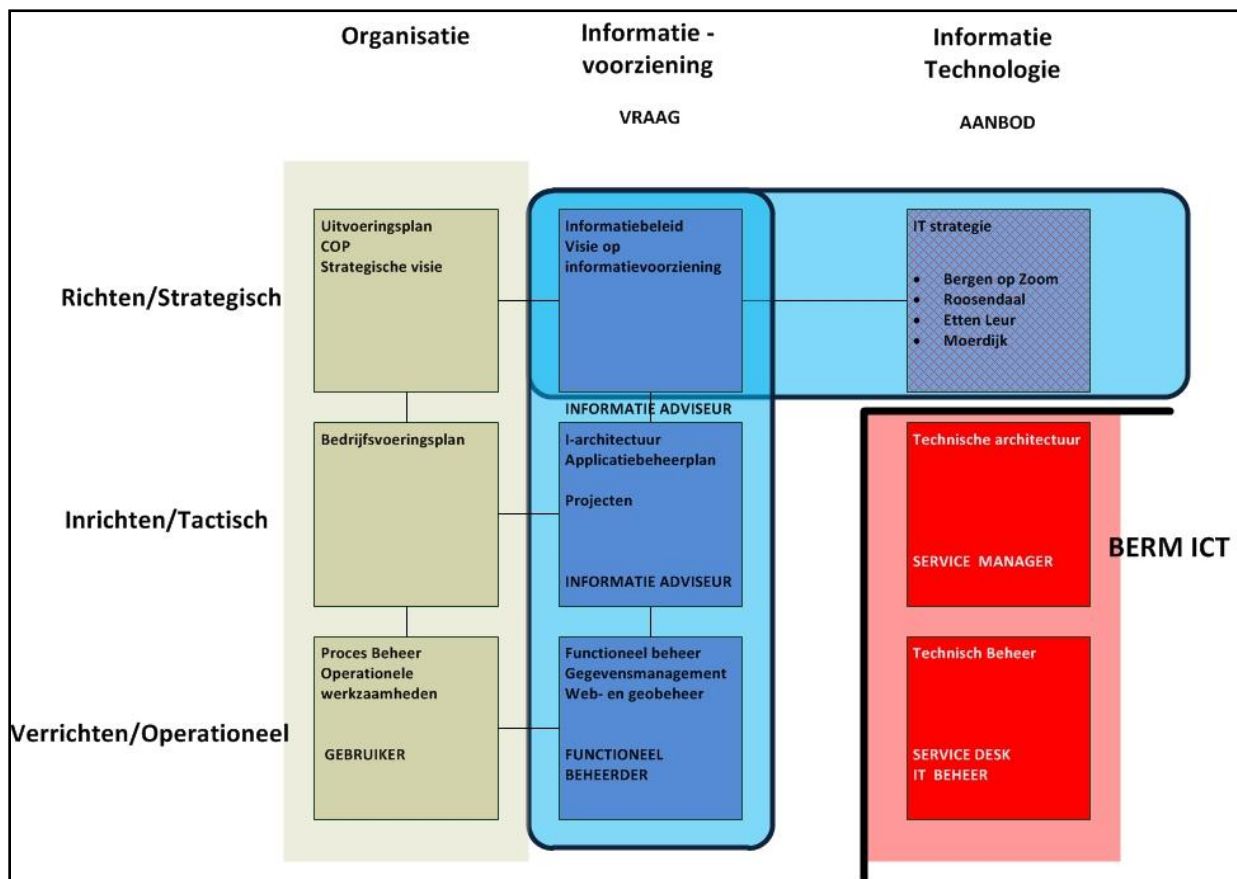 Organisatie
Informatie -
voorziening
VRAAG
Informatie
Technologie
AANBOD
Richten/Strategisch
Uitvoeringsplan
COP
Strategische visie
Informatiebeleid
Visie op
informatievoorziening
INFORMATIE ADVISEUR
IT strategie
• Bergen op Zoom
• Roosendaal
• Etten Leur
• Moerdijk
Inrichten/Tactisch
Bedrijfsvoeringsplan
I-architectuur
Applicatiebeheerplan
Projecten
INFORMATIE ADVISEUR
Technische architectuur
SERVICE MANAGER
BERM ICT
Verrichten/Operationeel
Proces Beheer
Operationele
werkzaamheden
GEBRUIKER
Functioneel beheer
Gegevensmanagement
Web- en geobeheer
FUNCTIONEEL
BEHEERDER
Technisch Beheer
SERVICE DESK
IT BEHEER